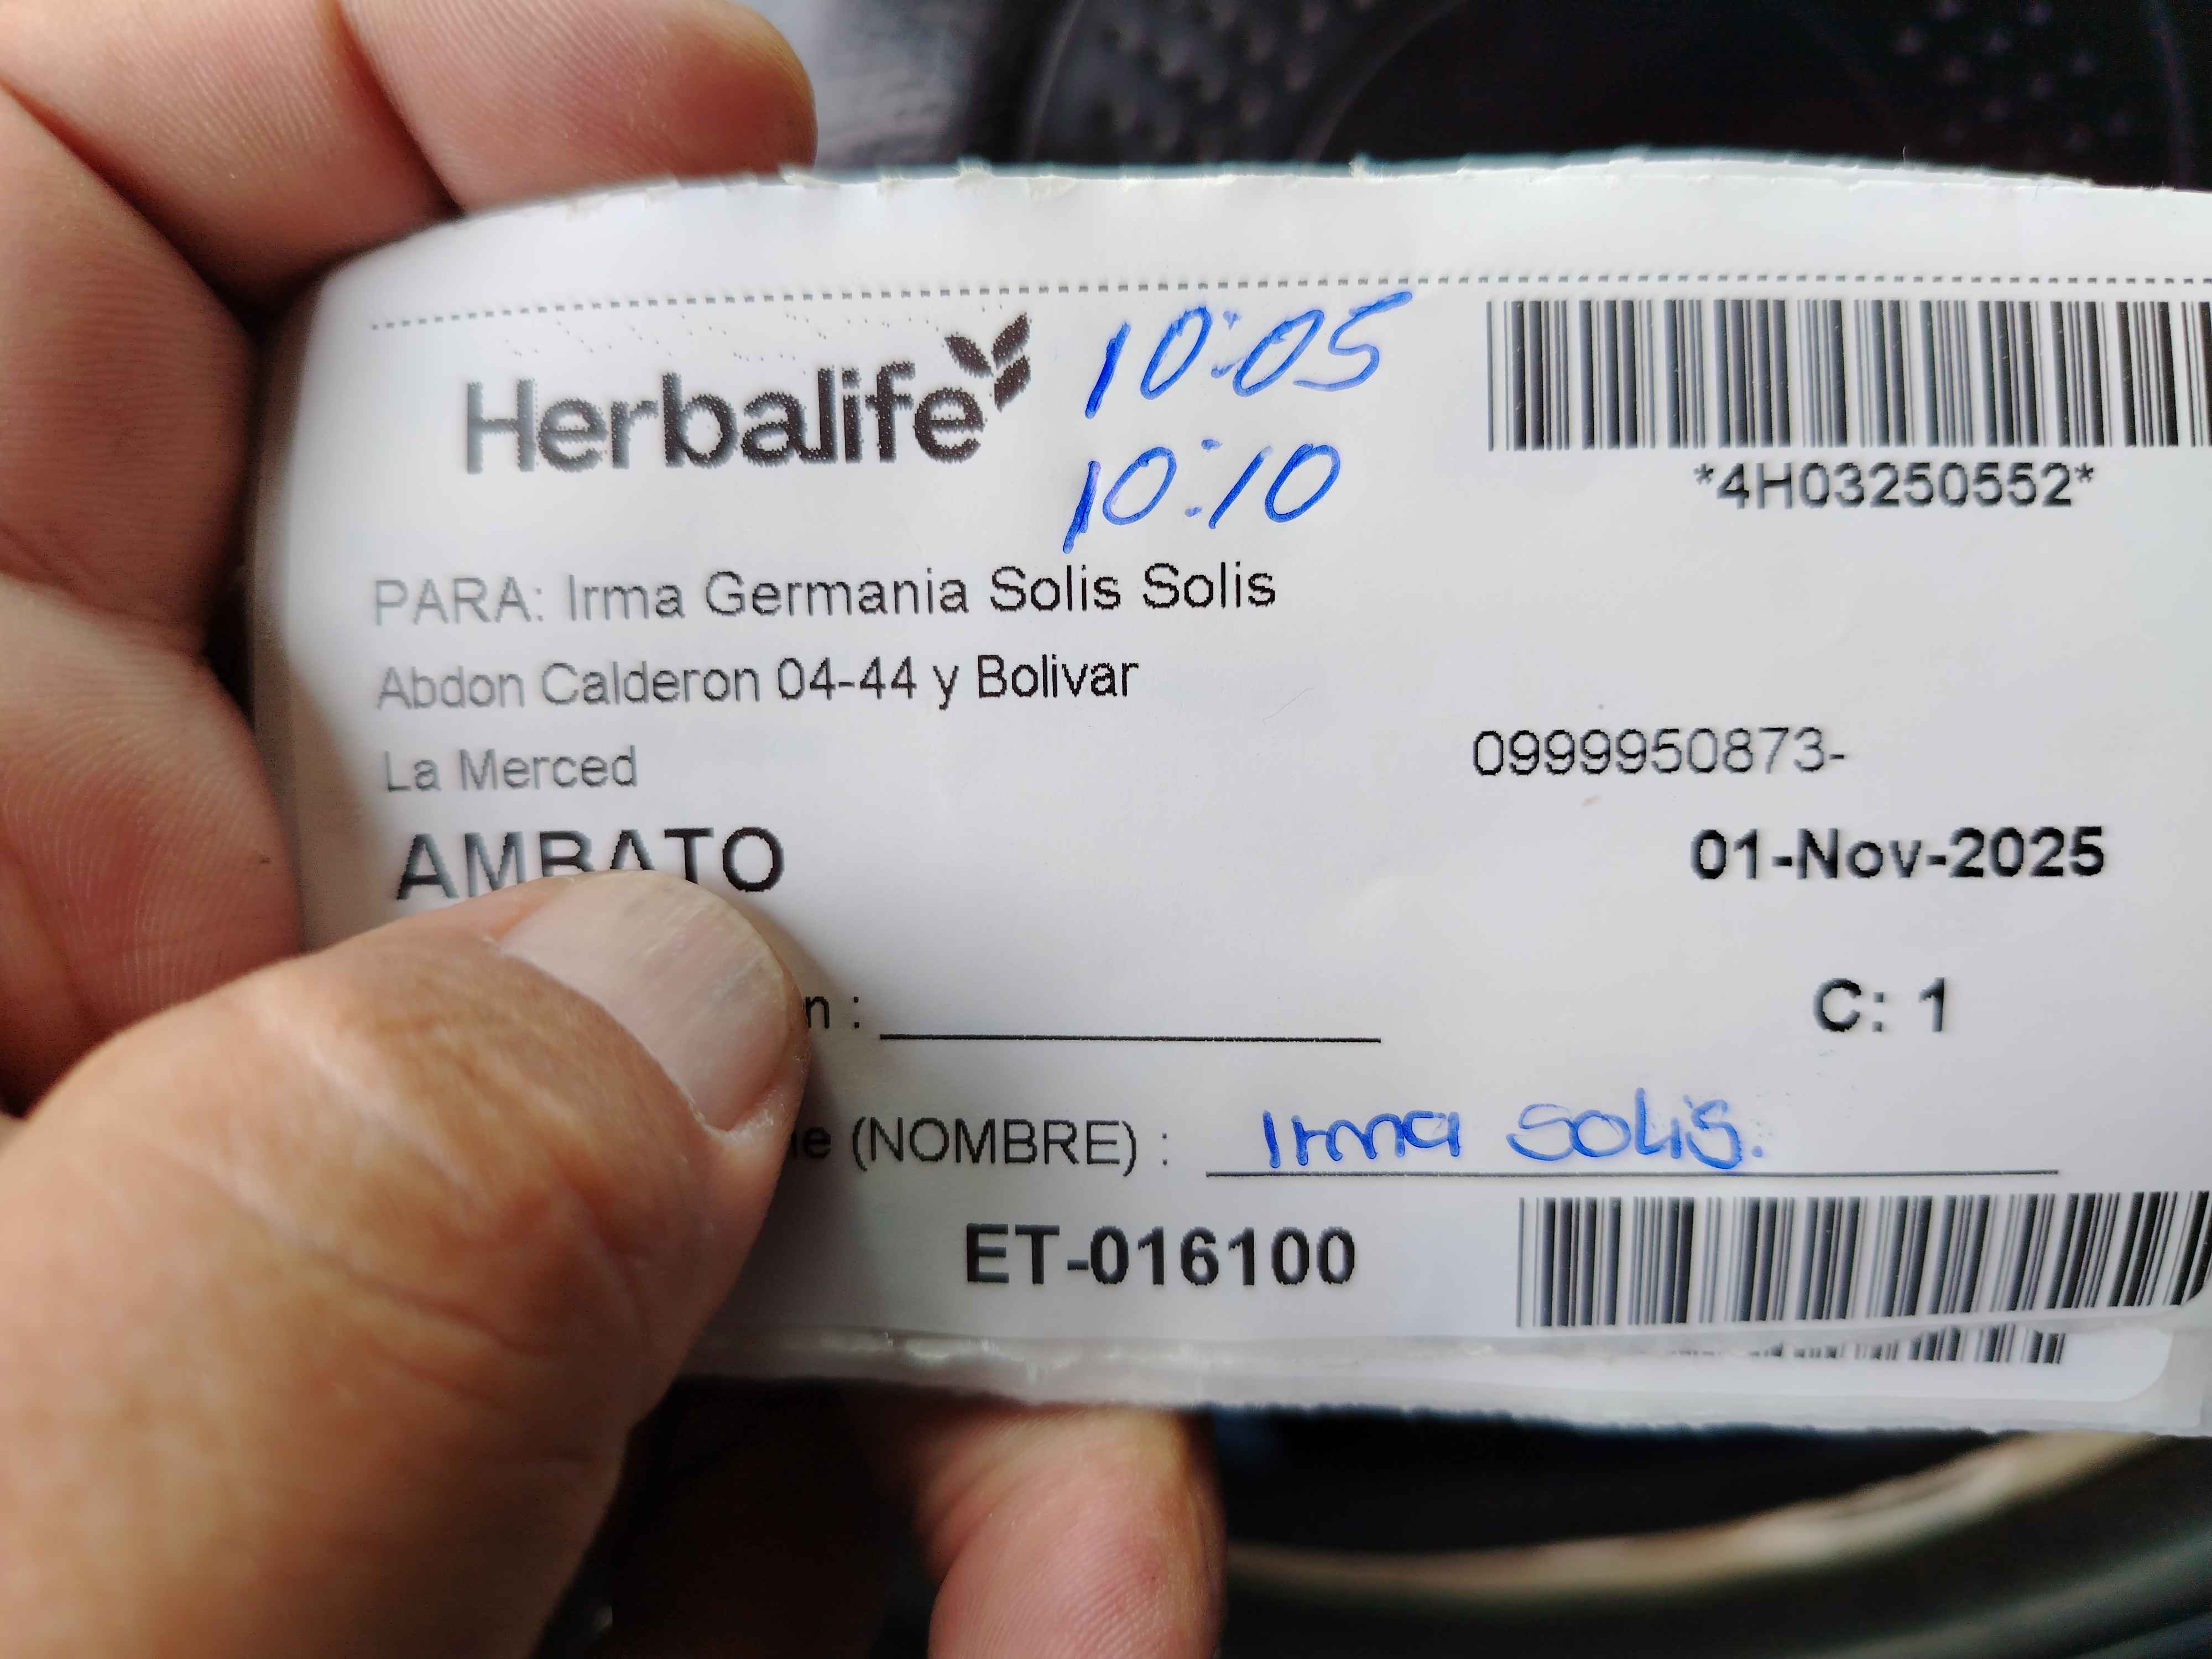 Herbalife
10:05
10:10
*4H03250552*
PARA: Irma Germania Solis Solis
Abdon Calderon 04-44 y Bolivar
La Merced
0999950873-
AMBATO
01-Nov-2025
n :
C: 1
e (NOMBRE) : Irma Solis.
ET-016100